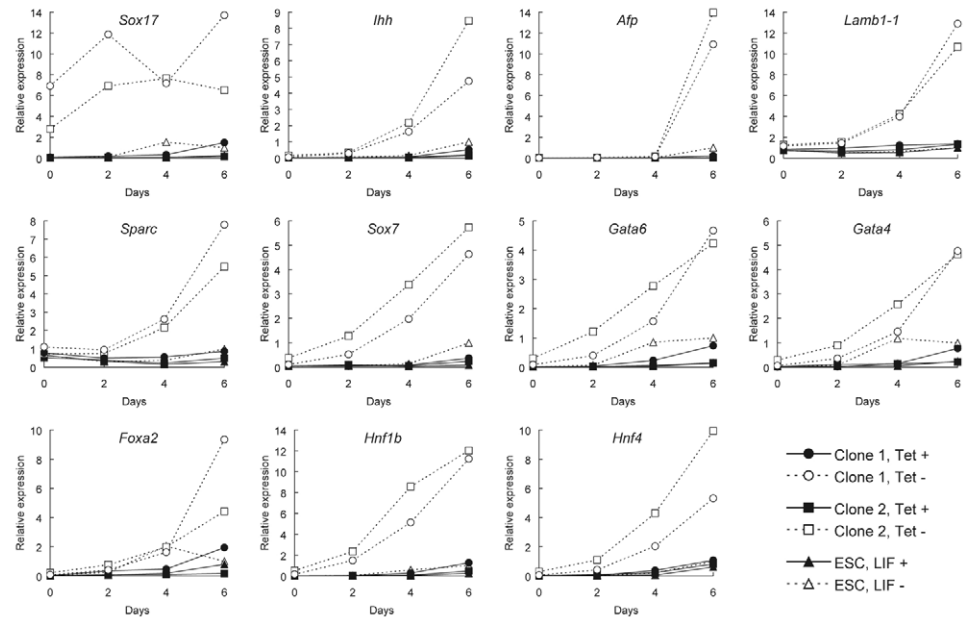 Sox17
Relative expression
14
12
10
8
6
4
2
0
0 2 4 6
Days
Ihh
Relative expression
9
8
7
6
5
4
3
2
1
0
0 2 4 6
Days
Afp
Relative expression
14
12
10
8
6
4
2
0
0 2 4 6
Days
Lamb1-1
Relative expression
14
12
10
8
6
4
2
0
0 2 4 6
Days
Sparc
Relative expression
8
7
6
5
4
3
2
1
0
0 2 4 6
Days
Sox7
Relative expression
7
6
5
4
3
2
1
0
0 2 4 6
Days
Gata6
Relative expression
5
4
3
2
1
0
0 2 4 6
Days
Gata4
Relative expression
6
5
4
3
2
1
0
0 2 4 6
Days
Foxa2
Relative expression
10
8
6
4
2
0
0 2 4 6
Days
Hnf1b
Relative expression
14
12
10
8
6
4
2
0
0 2 4 6
Days
Hnf4
Relative expression
10
8
6
4
2
0
0 2 4 6
Days
Clone 1, Tet +
Clone 1, Tet -
Clone 2, Tet +
Clone 2, Tet -
ESC, LIF +
ESC, LIF -